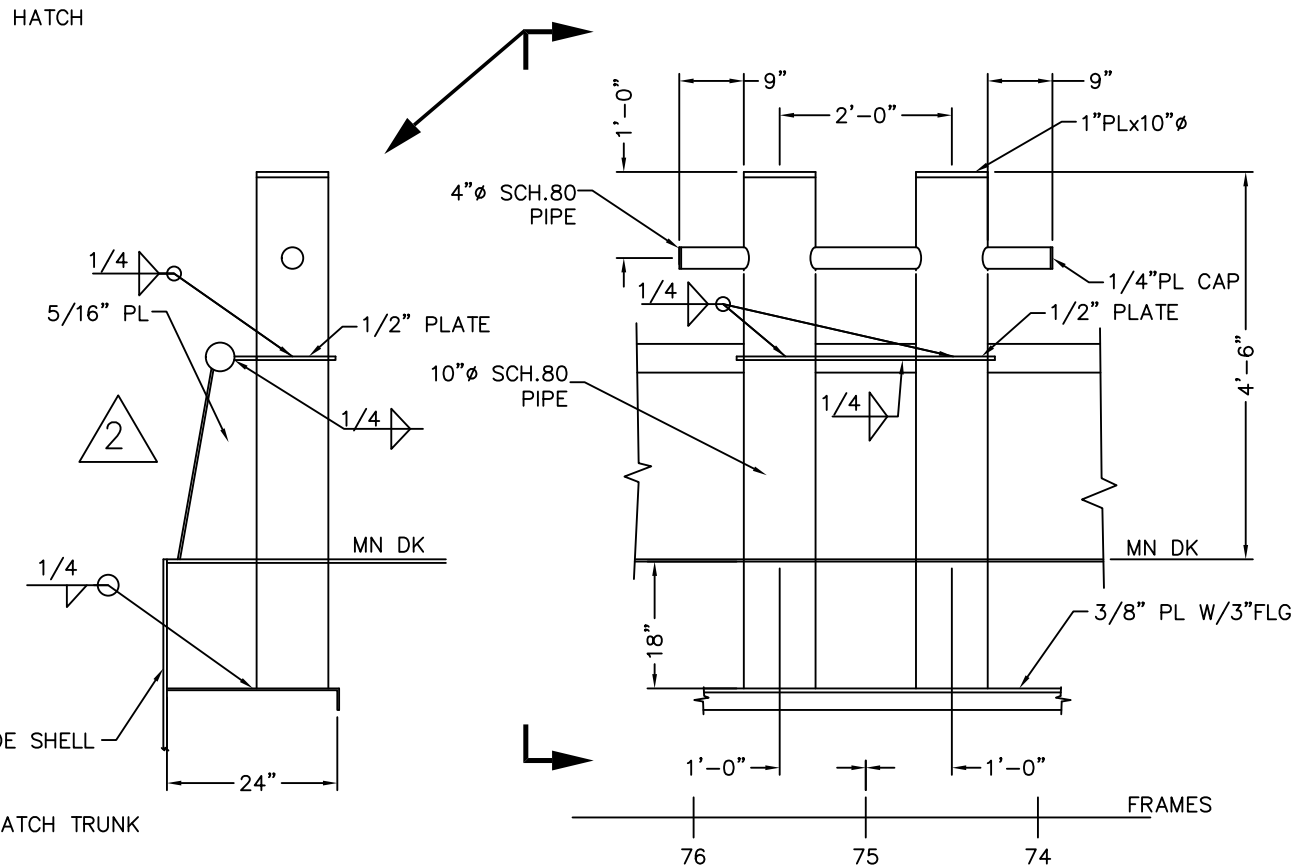 HATCH
9”
9”
1’-0”
2’-0”
1”PLx10”ø
4”ø SCH.80
PIPE
1/4
1/4
1/4”PL CAP
5/16” PL
1/2” PLATE
1/2” PLATE
10”ø SCH.80
PIPE
4’-6”
1/4
1/4
2
MN DK
MN DK
1/4
18”
3/8” PL W/3”FLG
SHELL
24”
1’-0”
1’-0”
FRAMES
TRUNK
76
75
74